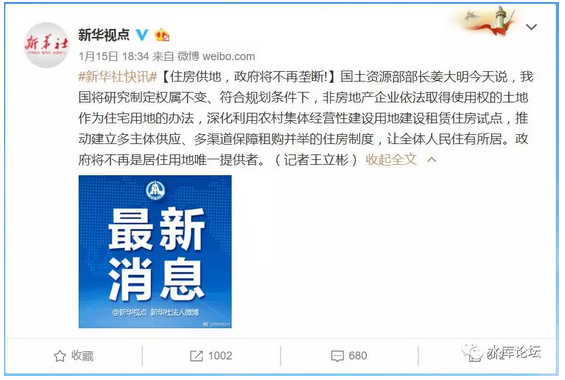 新华社
XINHUA NEWS
新华视点
1月15日 18:34 来自 微博 weibo.com
#新华社快讯#【住房供地，政府将不再垄断!】国土资源部部长姜大明今天说，我
国将研究制定权属不变、符合规划条件下，非房地产企业依法取得使用权的土地
作为住宅用地的办法，深化利用农村集体经营性建设用地建设租赁住房试点，推
动建立多主体供应、多渠道保障租购并举的住房制度，让全体人民住有所居。政
府将不再是居住用地唯一提供者。（记者王立彬） 收起全文
最新
消息
@新华视点 新华社法人微博
@新华视点
收藏
1002
680
水库论坛